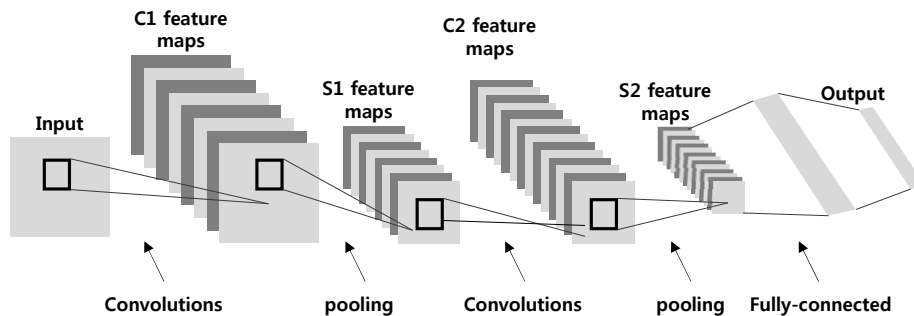 C1 feature
maps
C2 feature
maps
S1 feature
maps
S2 feature
maps
Output
Input
Convolutions
pooling
Convolutions
pooling
Fully-connected